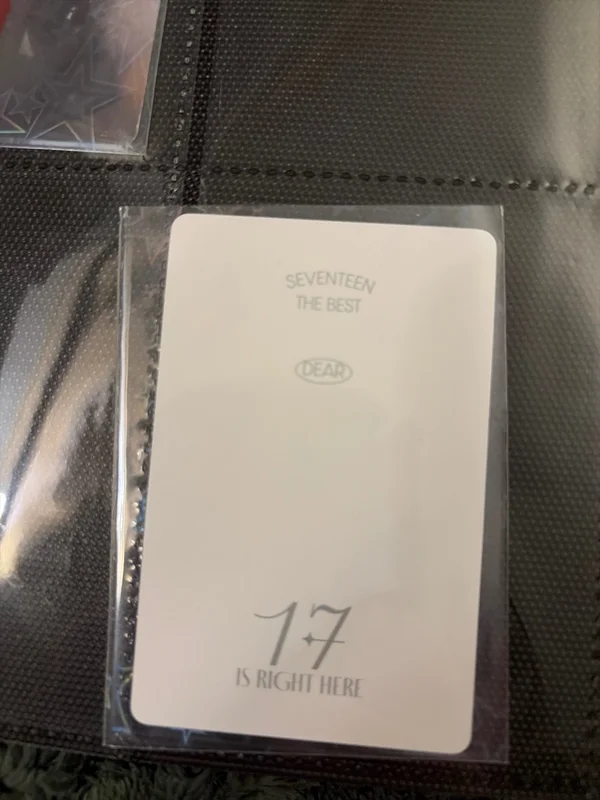 SEVENTEEN
THE BEST
DEAR
17
IS RIGHT HERE